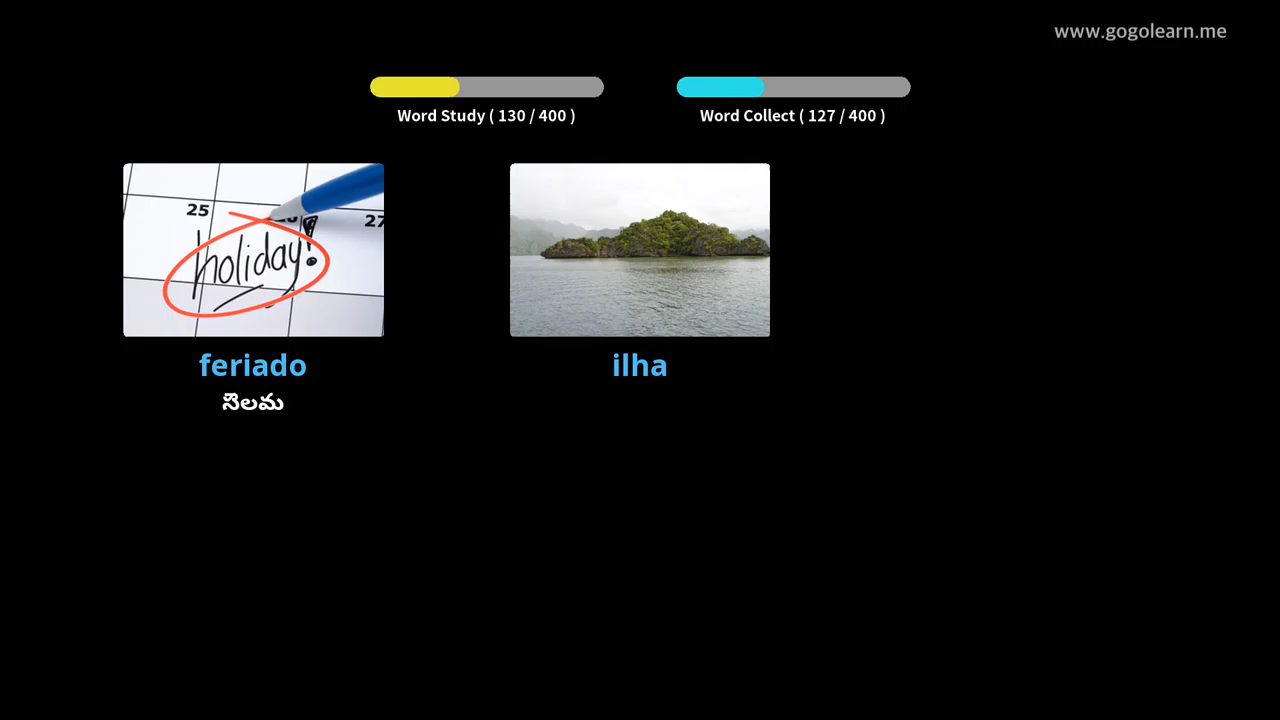 www.gogolearn.me
Word Study ( 130 / 400 )
Word Collect ( 127 / 400 )
25
27
holiday!
feriado
ilha
సెలవు